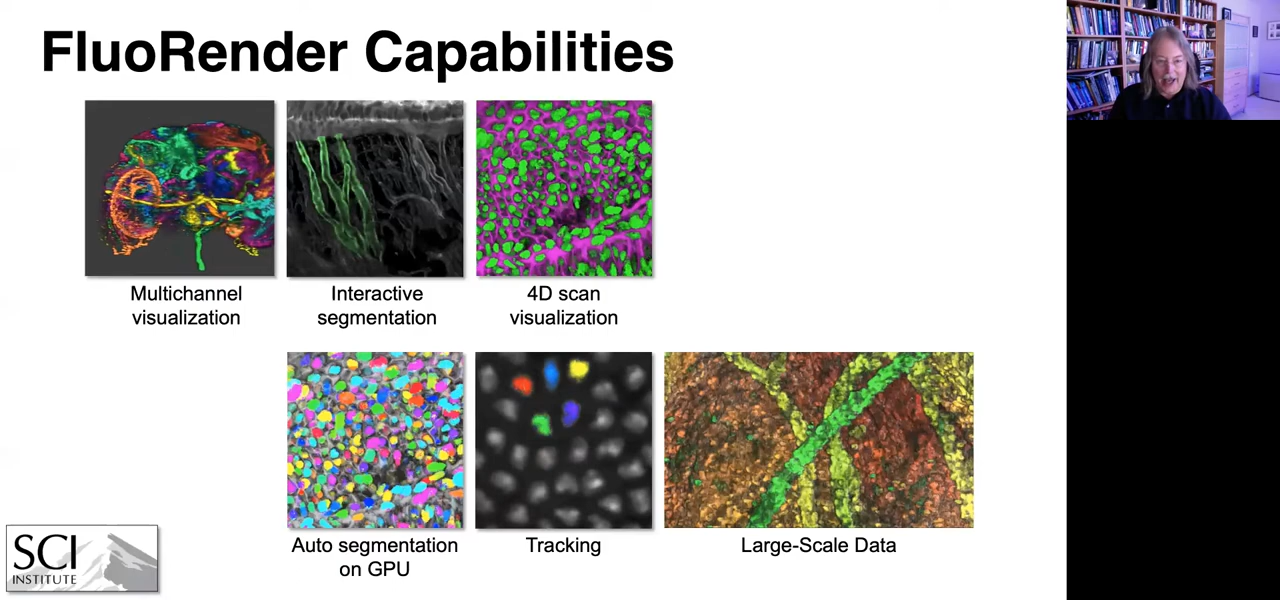 FluoRender Capabilities
Multichannel
visualization
Interactive
segmentation
4D scan
visualization
Auto segmentation
on GPU
Tracking
Large-Scale Data
SCI
INSTITUTE